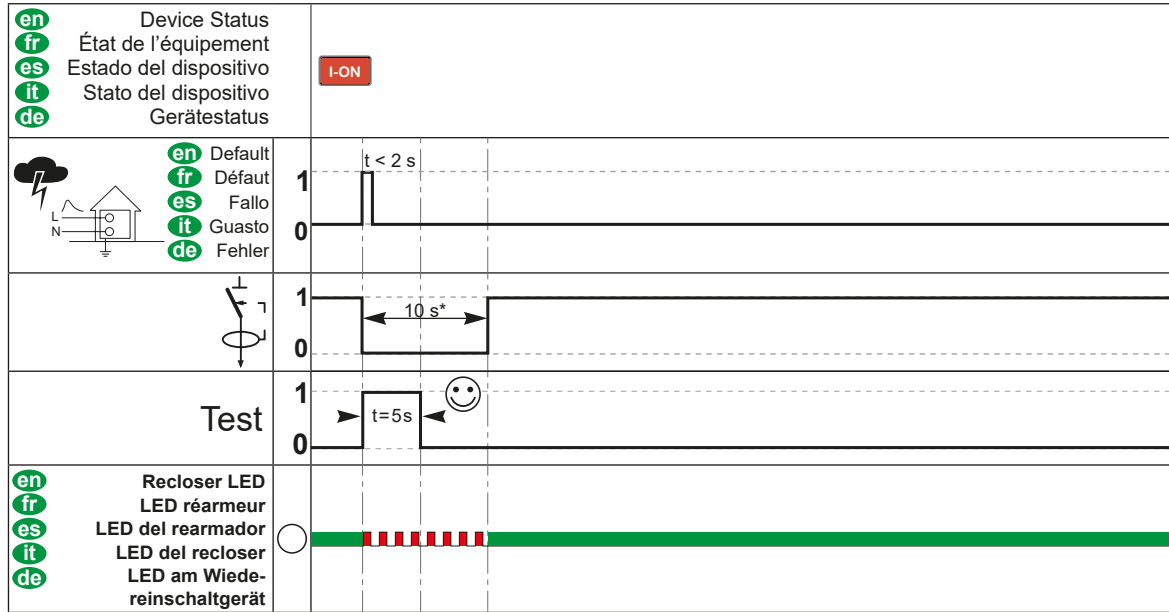 en Device Status
fr État de l'équipement
es Estado del dispositivo
it Stato del dispositivo
de Gerätestatus
I-ON
en Default
fr Défaut
es Fallo
it Guasto
de Fehler
L
N
1
0
t < 2 s
1
0
10 s*
Test
1
0
t=5s
en Recloser LED
fr LED réarmeur
es LED del rearmador
it LED del recloser
de LED am Wiede-
reinschaltgerät